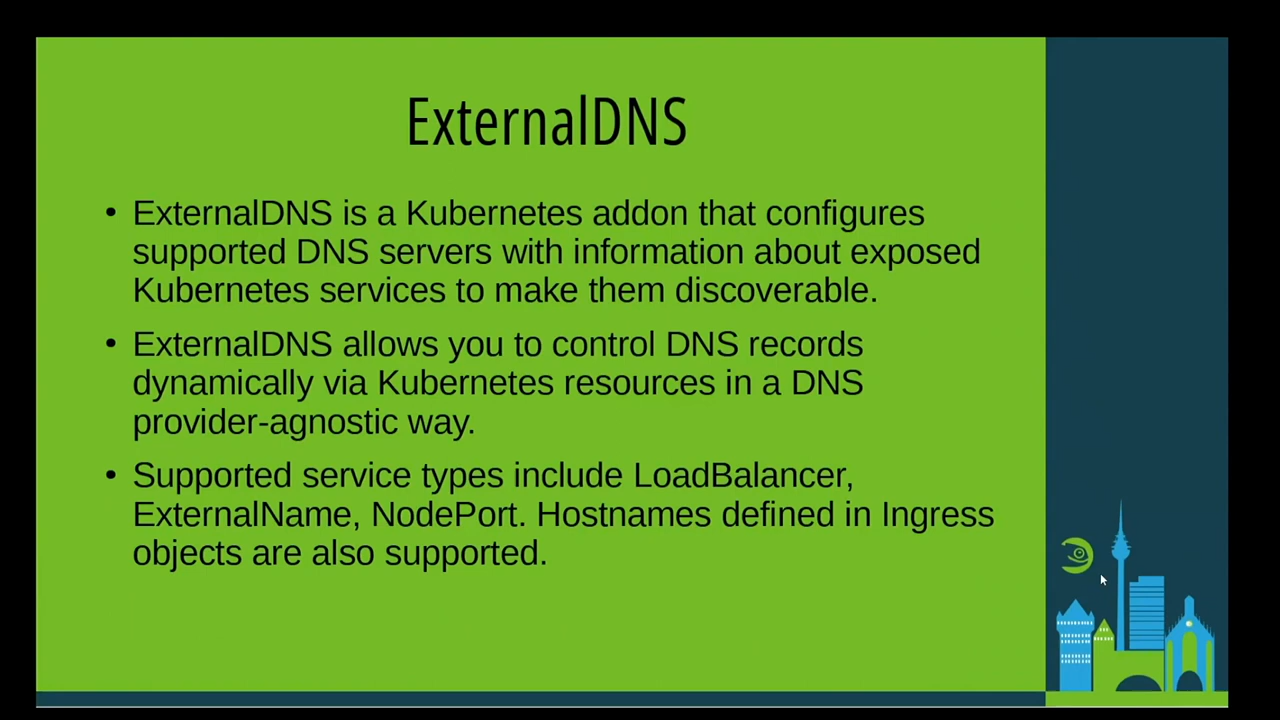 ExternalDNS
• ExternalDNS is a Kubernetes addon that configures
supported DNS servers with information about exposed
Kubernetes services to make them discoverable.
• ExternalDNS allows you to control DNS records
dynamically via Kubernetes resources in a DNS
provider-agnostic way.
• Supported service types include LoadBalancer,
ExternalName, NodePort. Hostnames defined in Ingress
objects are also supported.